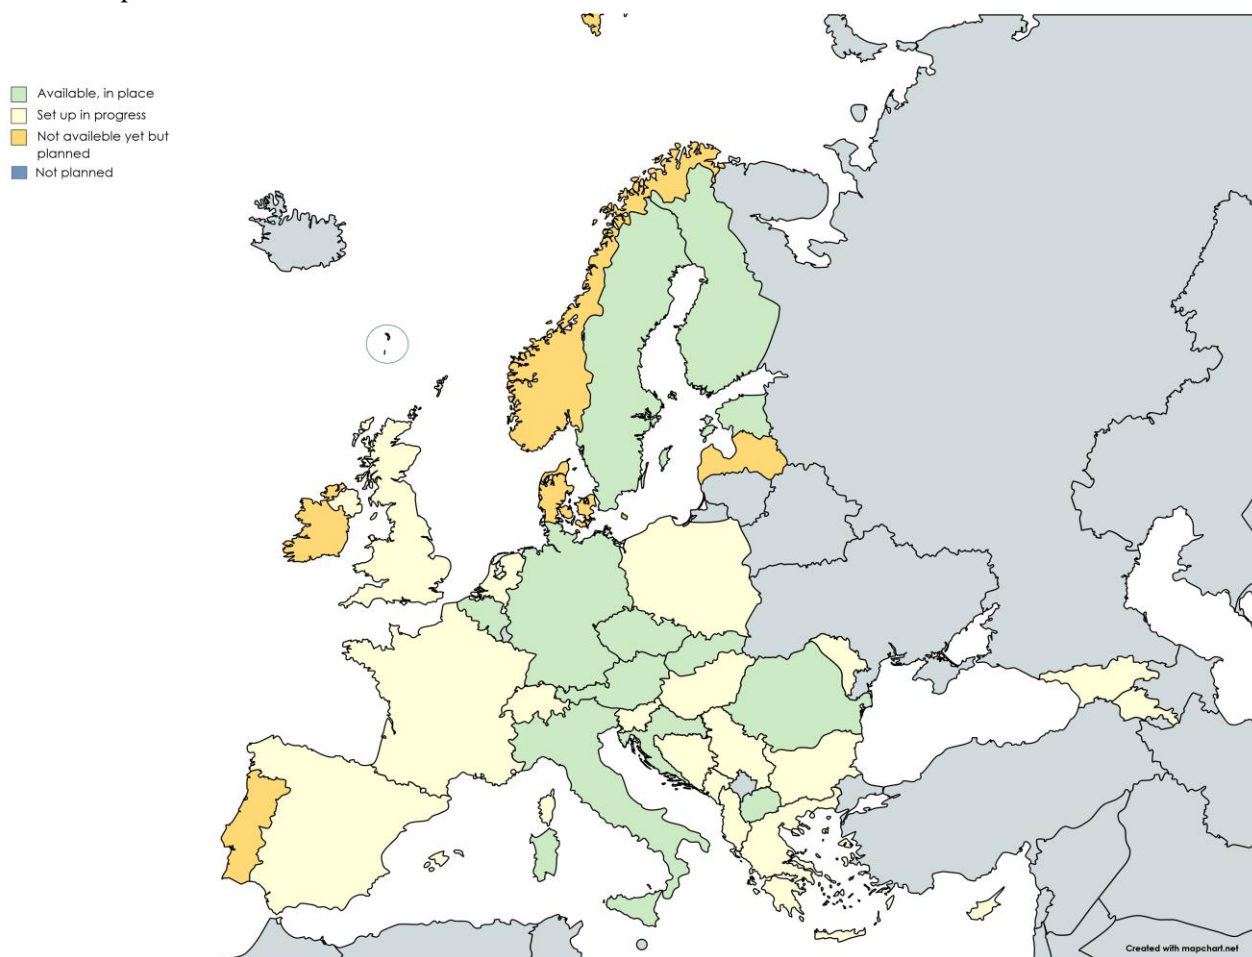 Available, in place
Set up in progress
Not availeble yet but
planned
Not planned
Created with mapchart.net